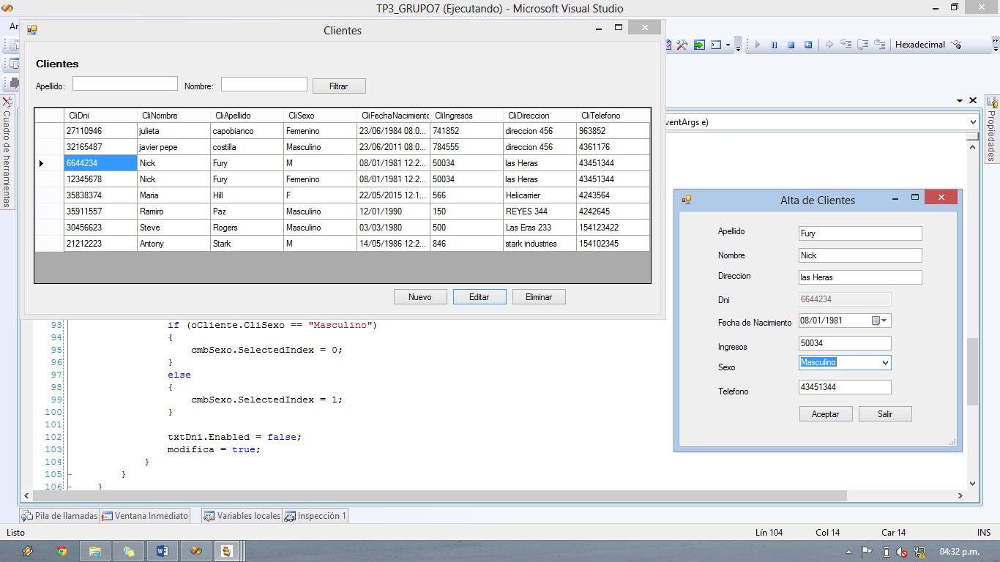 TP3_GRUPO7 (Ejecutando) - Microsoft Visual Studio
Ar
Clientes
Hexadecimal
Clientes
Apellido:
Nombre:
Filtrar
CliDni CliNombre CliApellido CliSexo CliFechaNacimiento CliIngresos CliDireccion CliTelefono
27110946 julieta capobianco Femenino 23/06/1984 08:0... 741852 direccion 456 963852
32165487 javier pepe costilla Masculino 23/06/2011 08:0... 784555 direccion 456 4361176
6644234 Nick Fury M 08/01/1981 12:2... 50034 las Heras 43451344
12345678 Nick Fury Femenino 08/01/1981 12:2... 50034 las Heras 43451344
35838374 Maria Hill F 22/05/2015 12:1... 566 Helicarrier 4243564
35911557 Ramiro Paz Masculino 12/01/1990 150 REYES 344 4242645
30456623 Steve Rogers Masculino 03/03/1980 500 Las Eras 233 154123422
21212223 Antony Stark M 14/05/1986 12:2... 846 stark industries 154102345
Nuevo
Editar
Eliminar
Cuadro de herramientas
Propiedades
ventArgs e)
Alta de Clientes
Apellido Fury
Nombre Nick
Direccion las Heras
Dni 6644234
Fecha de Nacimiento 08/01/1981
Ingresos 50034
Sexo Masculino
Telefono 43451344
Aceptar
Salir
93 if (oCliente.CliSexo == "Masculino")
94 {
95 cmbSexo.SelectedIndex = 0;
96 }
97 else
98 {
99 cmbSexo.SelectedIndex = 1;
100 }
101
102 txtDni.Enabled = false;
103 modifica = true;
104 }
105 }
106 }
Pila de llamadas
Ventana Inmediato
Variables locales
Inspección 1
Listo
Lín 104
Col 14
Car 14
INS
04:32 p.m.